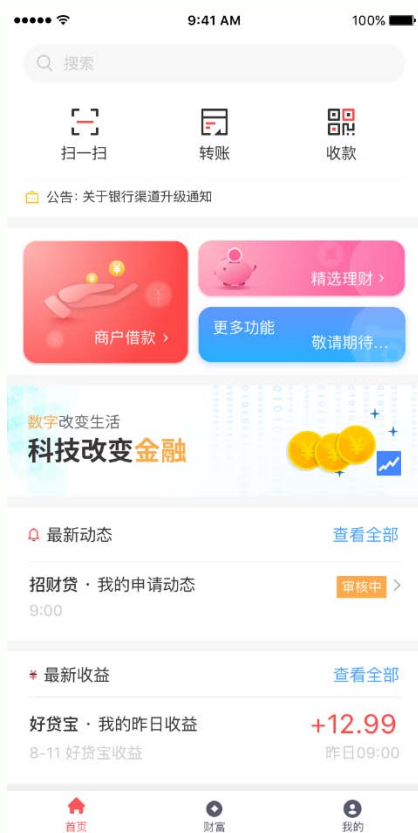 9:41 AM
100%
搜索
扫一扫
转账
收款
公告: 关于银行渠道升级通知
商户借款
精选理财
更多功能
敬请期待...
数字改变生活
科技改变金融
最新动态
查看全部
招财贷 · 我的申请动态
审核中
9:00
¥ 最新收益
查看全部
好贷宝 · 我的昨日收益
+12.99
8-11 好贷宝收益
昨日09:00
首页
财富
我的